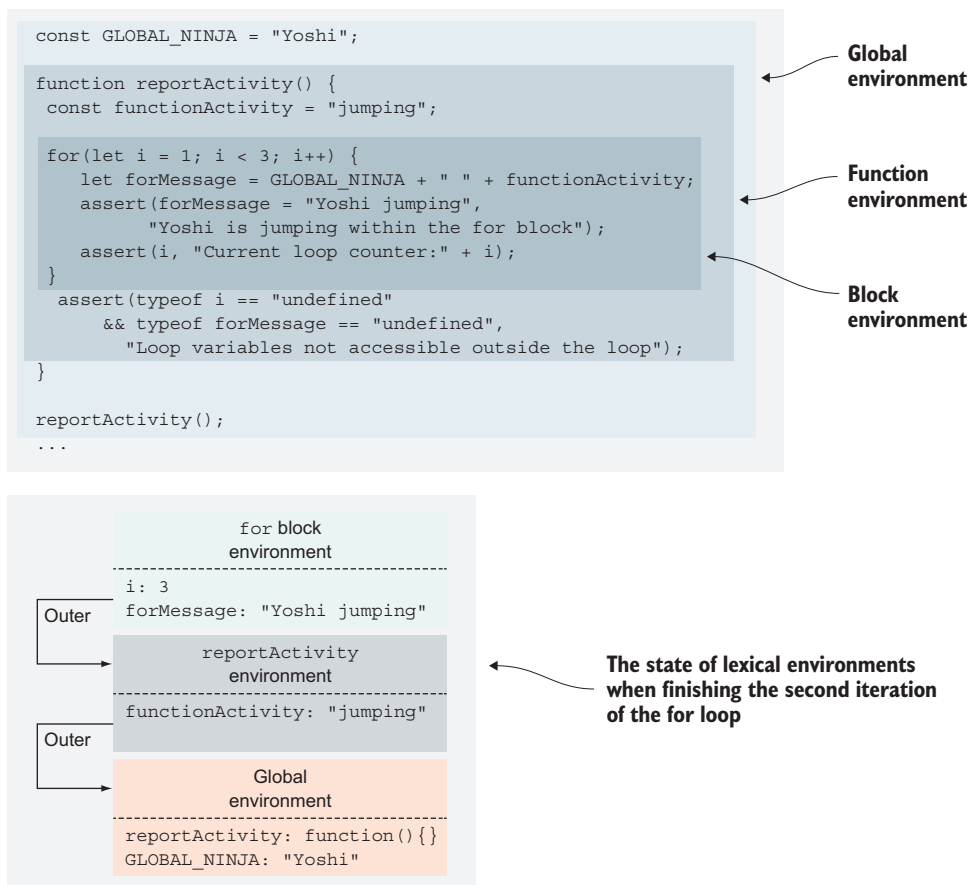 const GLOBAL_NINJA = "Yoshi";
function reportActivity() {
const functionActivity = "jumping";
for(let i = 1; i < 3; i++) {
let forMessage = GLOBAL_NINJA + " " + functionActivity;
assert(forMessage = "Yoshi jumping",
"Yoshi is jumping within the for block");
assert(i, "Current loop counter:" + i);
}
assert(typeof i == "undefined"
&& typeof forMessage == "undefined",
"Loop variables not accessible outside the loop");
}
reportActivity();
...
Global
environment
Function
environment
Block
environment
for block
environment
i: 3
forMessage: "Yoshi jumping"
Outer
reportActivity
environment
functionActivity: "jumping"
Outer
Global
environment
reportActivity: function(){}
GLOBAL_NINJA: "Yoshi"
The state of lexical environments
when finishing the second iteration
of the for loop